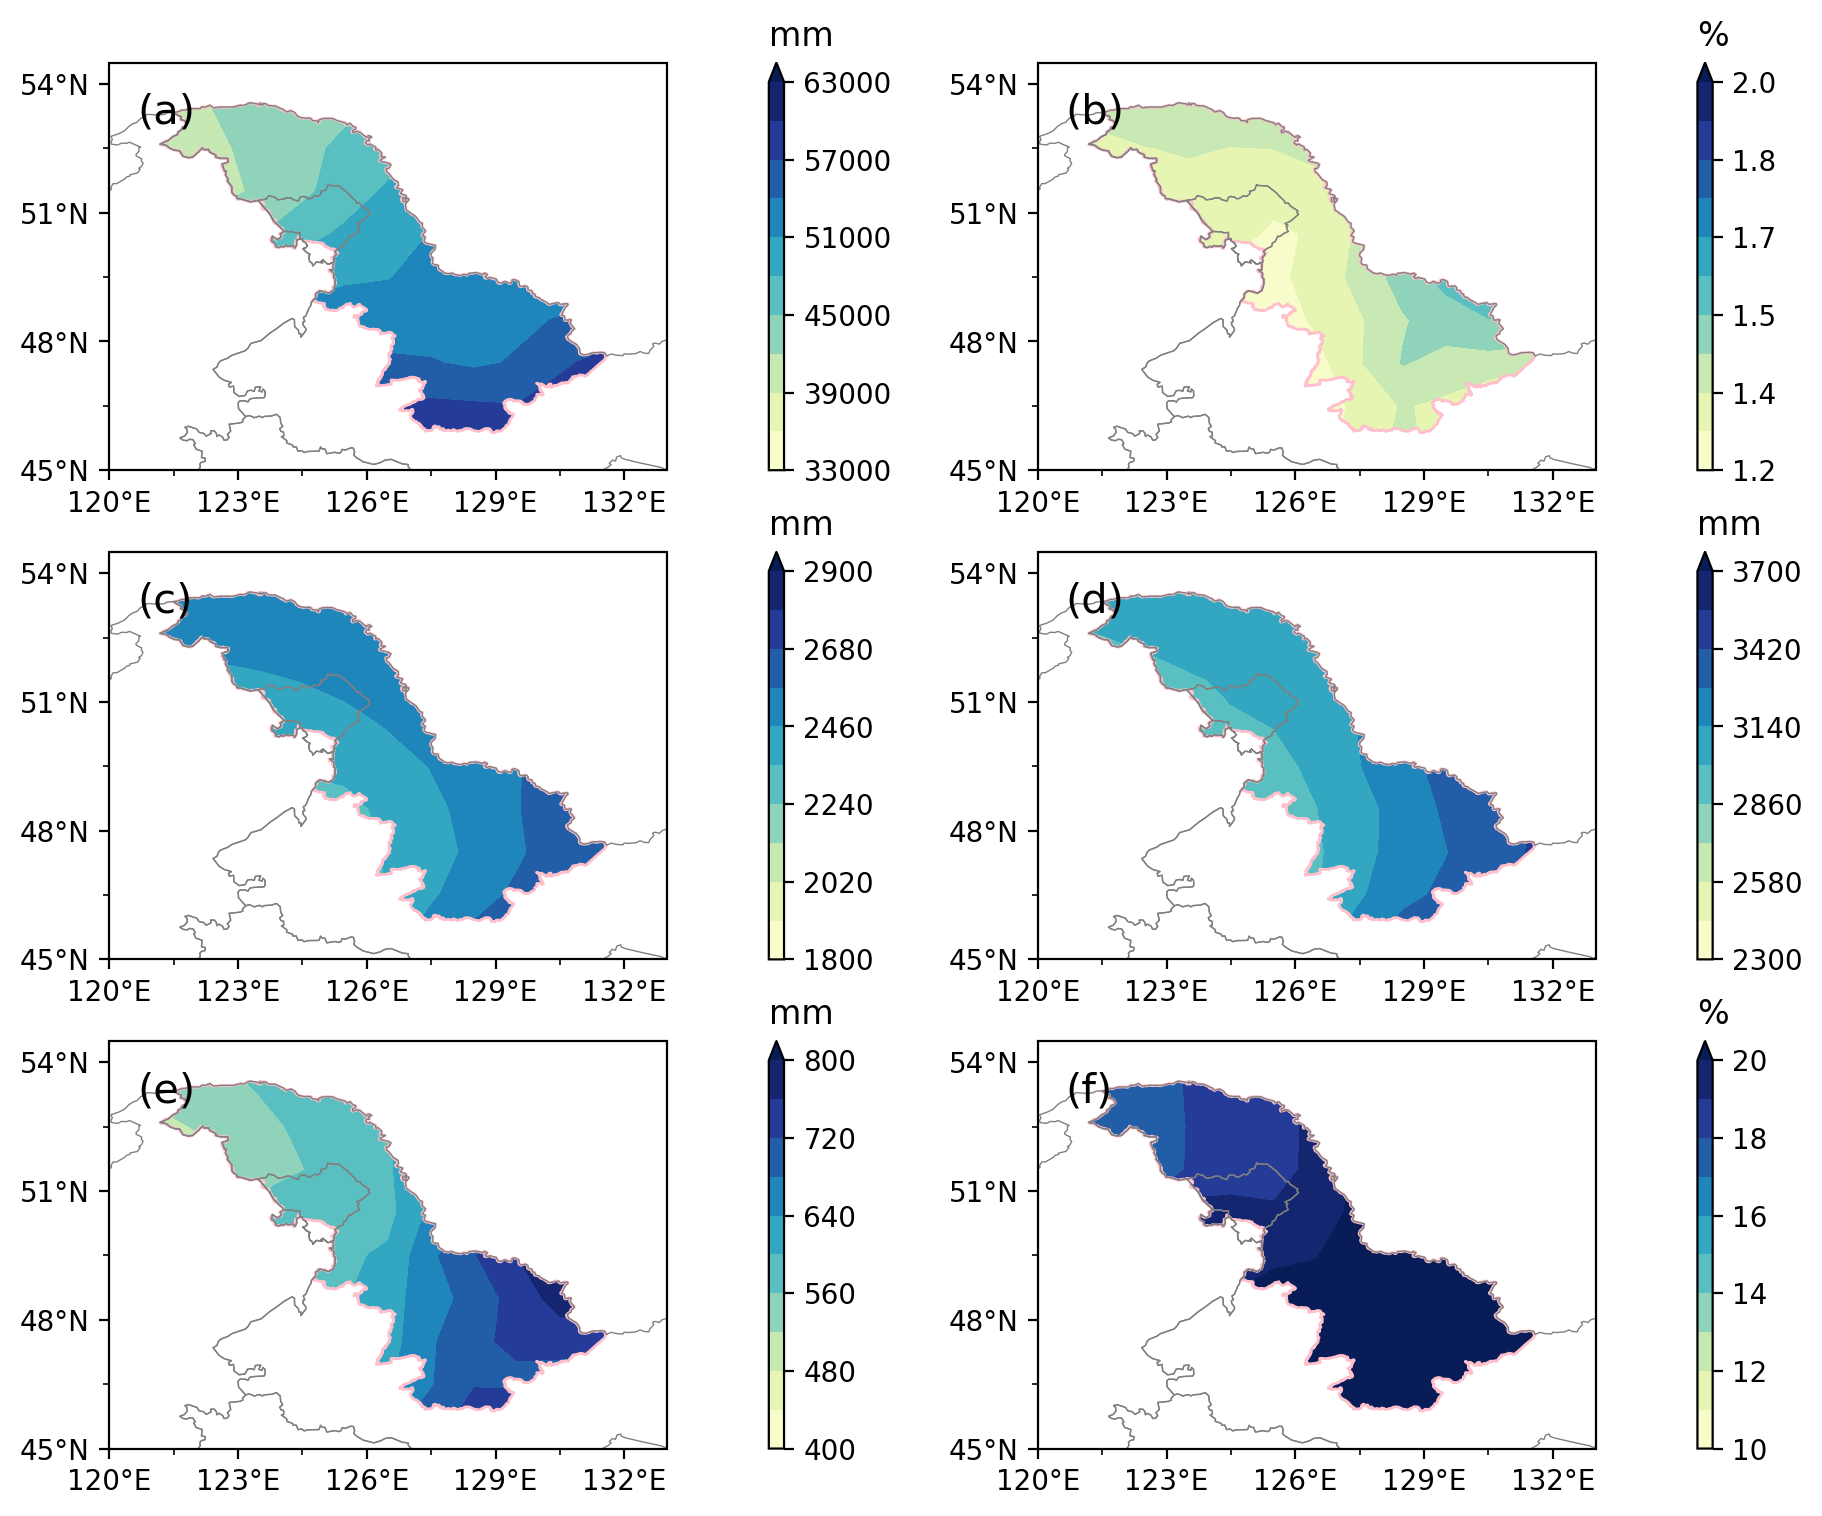 mm
%
(a)
(b)
54°N
51°N
48°N
45°N
120°E 123°E 126°E 129°E 132°E
63000
57000
51000
45000
39000
33000
54°N
51°N
48°N
45°N
120°E 123°E 126°E 129°E 132°E
2.0
1.8
1.7
1.5
1.4
1.2
mm
mm
(c)
(d)
54°N
51°N
48°N
45°N
120°E 123°E 126°E 129°E 132°E
2900
2680
2460
2240
2020
1800
54°N
51°N
48°N
45°N
120°E 123°E 126°E 129°E 132°E
3700
3420
3140
2860
2580
2300
mm
%
(e)
(f)
54°N
51°N
48°N
45°N
120°E 123°E 126°E 129°E 132°E
800
720
640
560
480
400
54°N
51°N
48°N
45°N
120°E 123°E 126°E 129°E 132°E
20
18
16
14
12
10